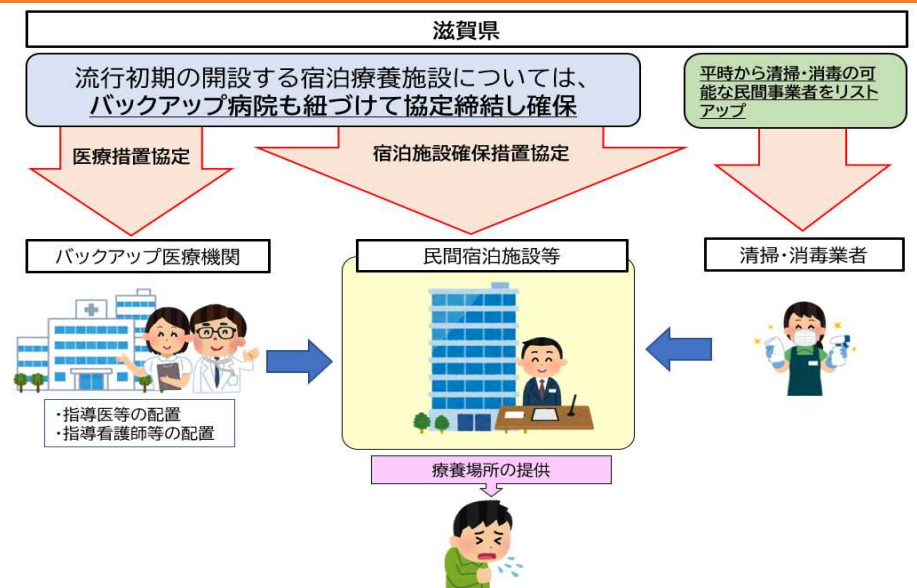 滋賀県
流行初期の開設する宿泊療養施設については、
バックアップ病院も紐づけて協定締結し確保
平時から清掃・消毒の可
能な民間事業者をリスト
アップ
医療措置協定
宿泊施設確保措置協定
バックアップ医療機関
民間宿泊施設等
清掃・消毒業者
・指導医等の配置
・指導看護師等の配置
療養場所の提供